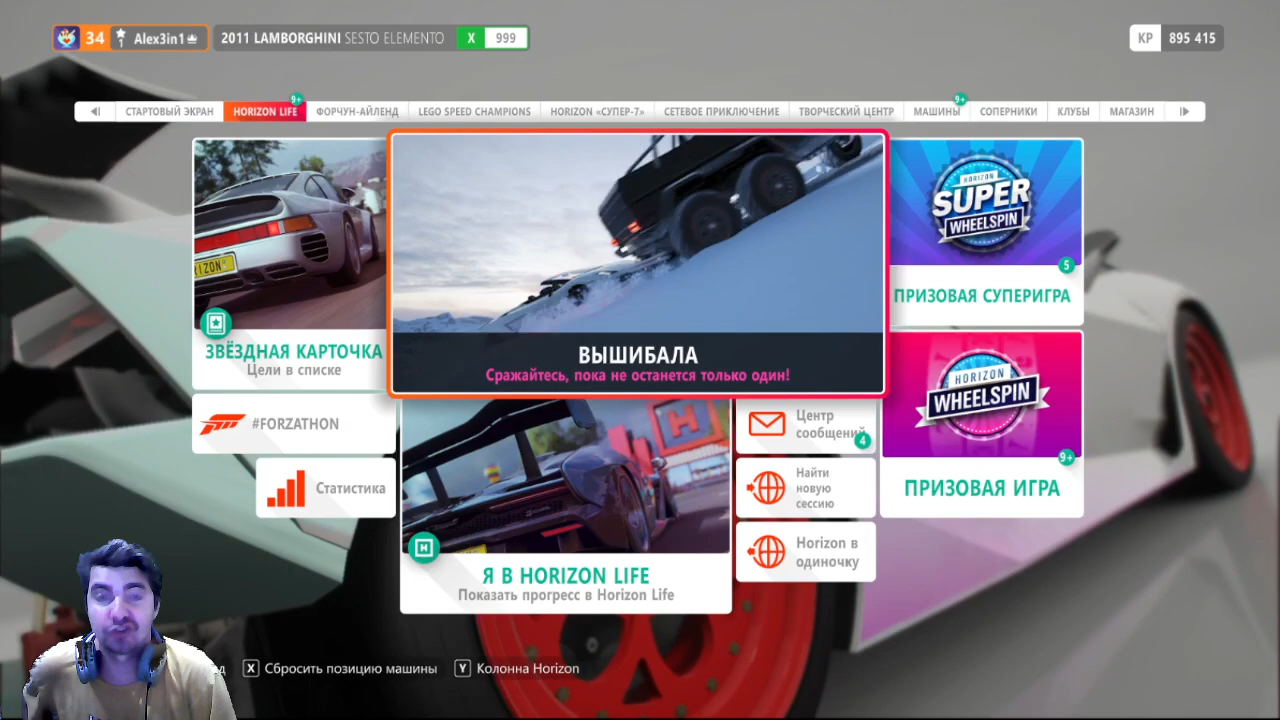 34
1
Alex3in1
2011 LAMBORGHINI SESTO ELEMENTO
X 999
КР 895 415
СТАРТОВЫЙ ЭКРАН
9+
HORIZON LIFE
ФОРЧУН-АЙЛЕНД
LEGO SPEED CHAMPIONS
HORIZON «СУПЕР-7»
СЕТЕВОЕ ПРИКЛЮЧЕНИЕ
ТВОРЧЕСКИЙ ЦЕНТР
9+
МАШИНЫ
СОПЕРНИКИ
КЛУБЫ
МАГАЗИН
ЗВЁЗДНАЯ КАРТОЧКА
Цели в списке
ВЫШИБАЛА
Сражайтесь, пока не останется только один!
HORIZON
SUPER
WHEELSPIN
5
ПРИЗОВАЯ СУПЕРИГРА
#FORZATHON
Статистика
H
Я В HORIZON LIFE
Показать прогресс в Horizon Life
Центр
сообщений
4
Найти
новую
сессию
Horizon в
одиночку
HORIZON
WHEELSPIN
9+
ПРИЗОВАЯ ИГРА
X Сбросить позицию машины
Y Колонна Horizon